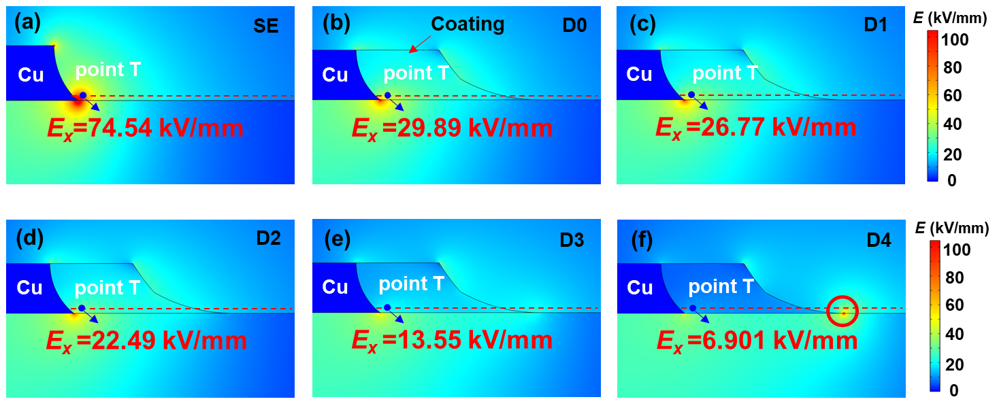 (a) SE
Cu point T
Eₓ=74.54 kV/mm
(b) Coating D0
Cu point T
Eₓ =29.89 kV/mm
(c) D1
Cu point T
Eₓ =26.77 kV/mm
E (kV/mm)
100
80
60
40
20
0
(d) D2
Cu point T
Eₓ =22.49 kV/mm
(e) D3
Cu point T
Eₓ =13.55 kV/mm
(f) D4
Cu point T
Eₓ =6.901 kV/mm
E (kV/mm)
100
80
60
40
20
0